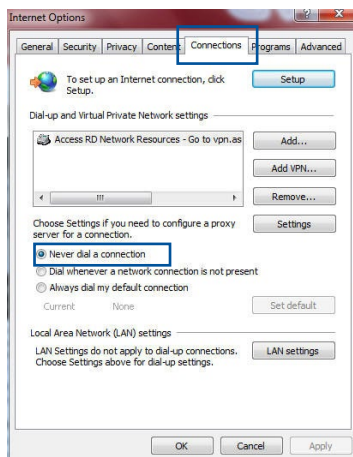 Internet Options
General Security Privacy Content Connections Programs Advanced
To set up an Internet connection, click
Setup.
Setup
Dial-up and Virtual Private Network settings
Access RD Network Resources - Go to vpn.as
Add...
Add VPN...
Remove...
Choose Settings if you need to configure a proxy
server for a connection.
Settings
Never dial a connection
Dial whenever a network connection is not present
Always dial my default connection
Current None
Set default
Local Area Network (LAN) settings
LAN Settings do not apply to dial-up connections.
Choose Settings above for dial-up settings.
LAN settings
OK Cancel Apply